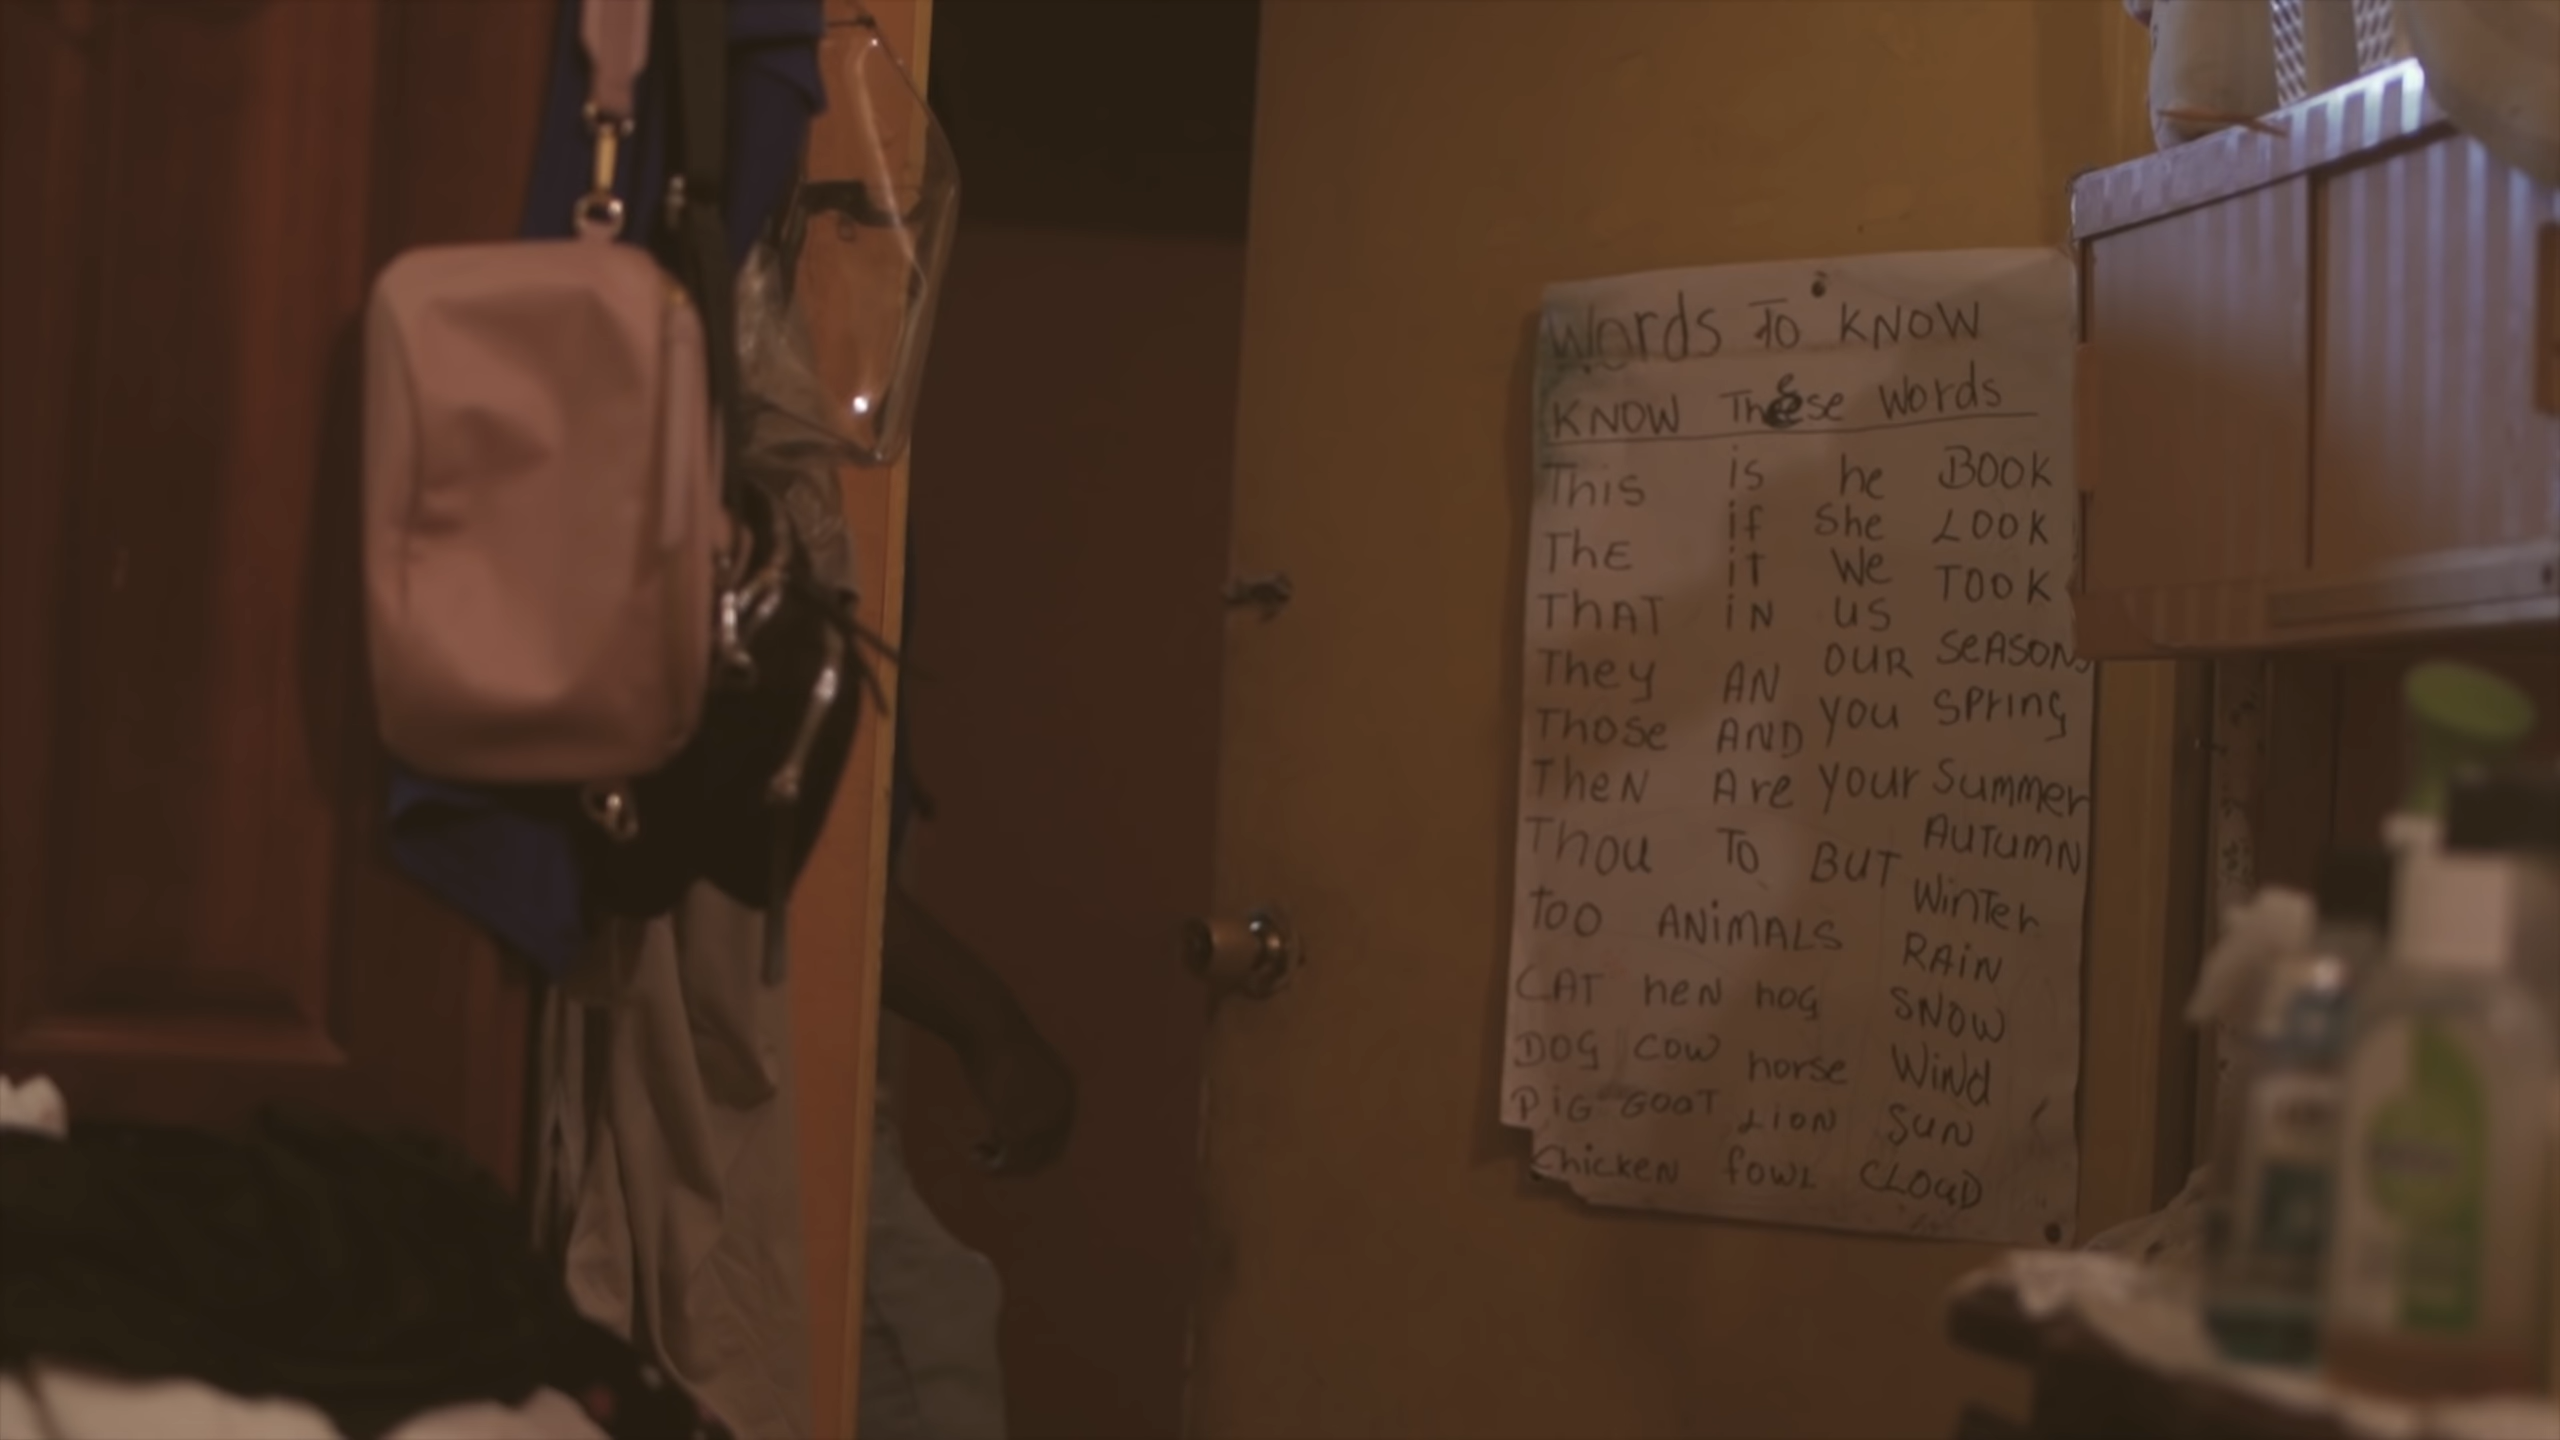 Words To KNOW
KNOW These Words
This is he BOOK
The if She LOOK
THAT it We TOOK
They iN us SEASONS
Those AN OUR SPriNg
TheN AND you Summer
Thou Are your AUTUMN
Too TO BUT WiNTer
ANiMALS RAiN
CAT heN hog SNOW
DOG COW horse WiNd
PiG GOAT LiON SuN
ChickeN fowL CLOuD